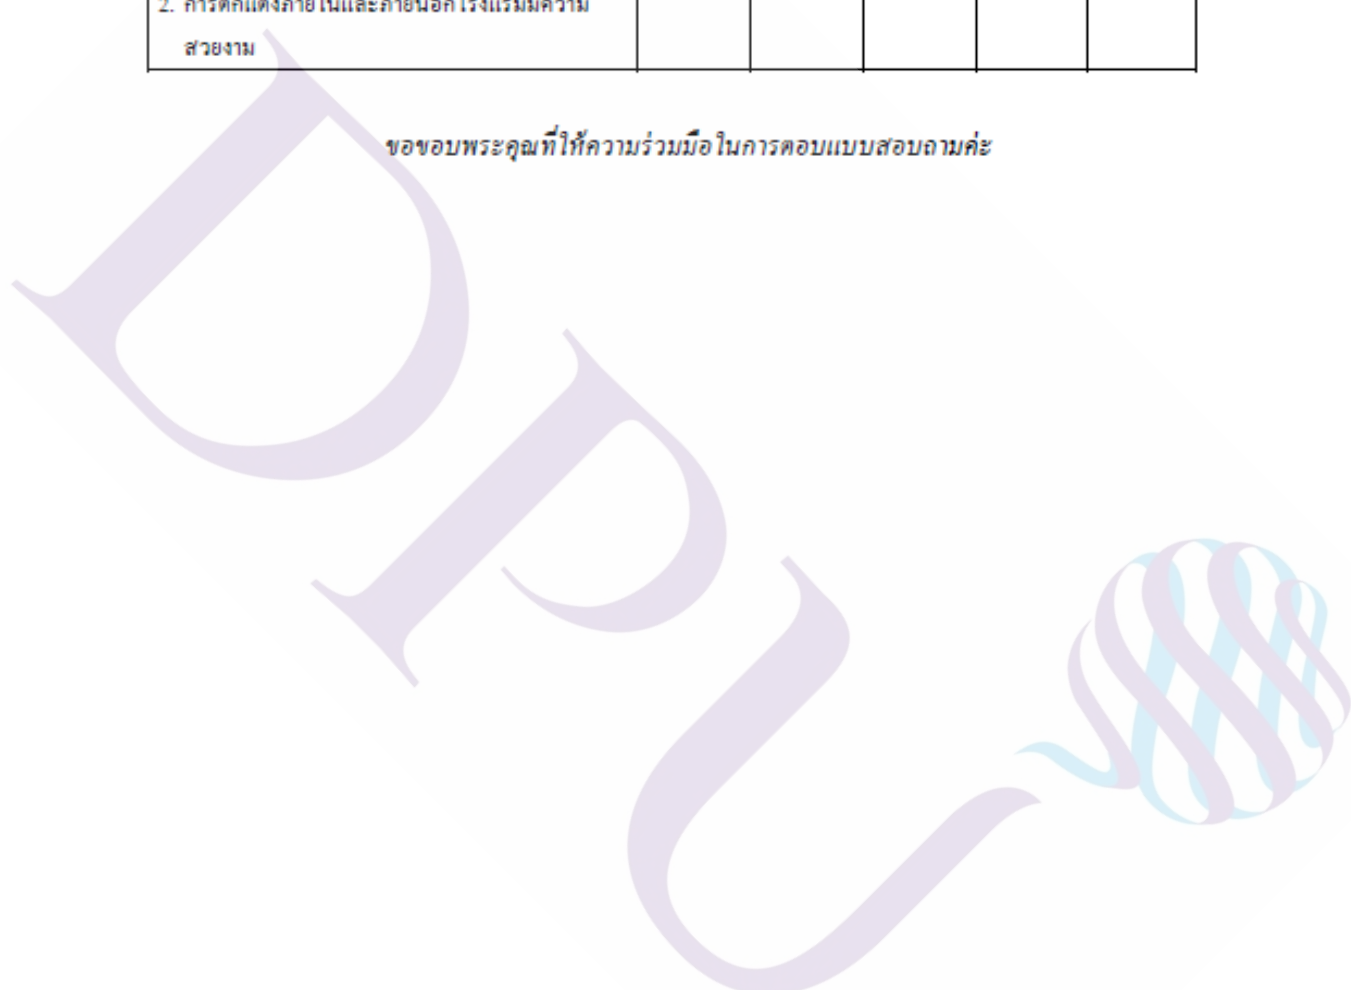 2. การตกแต่งภายในและภายนอกโรงแรมมีความ
สวยงาม
ขอขอบพระคุณที่ให้ความร่วมมือในการตอบแบบสอบถามค่ะ
DPU